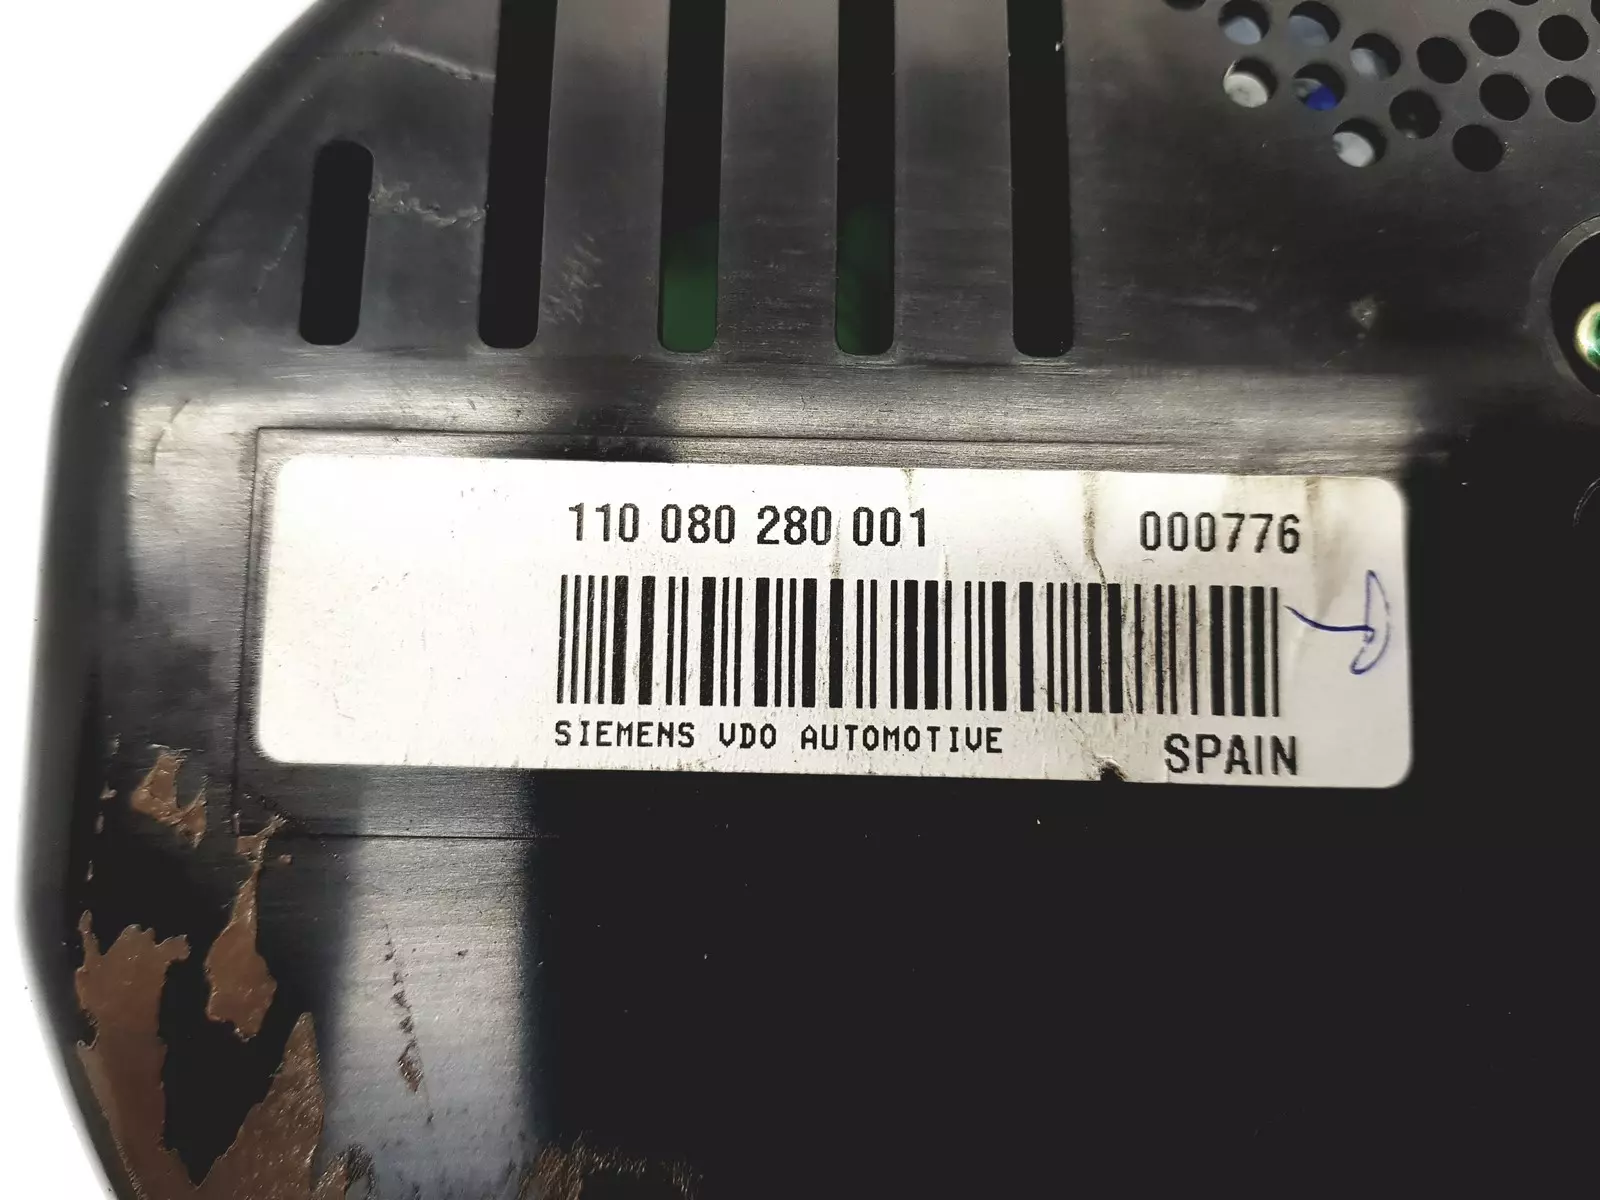 110 080 280 001 000776
SIEMENS VDO AUTOMOTIVE
SPAIN